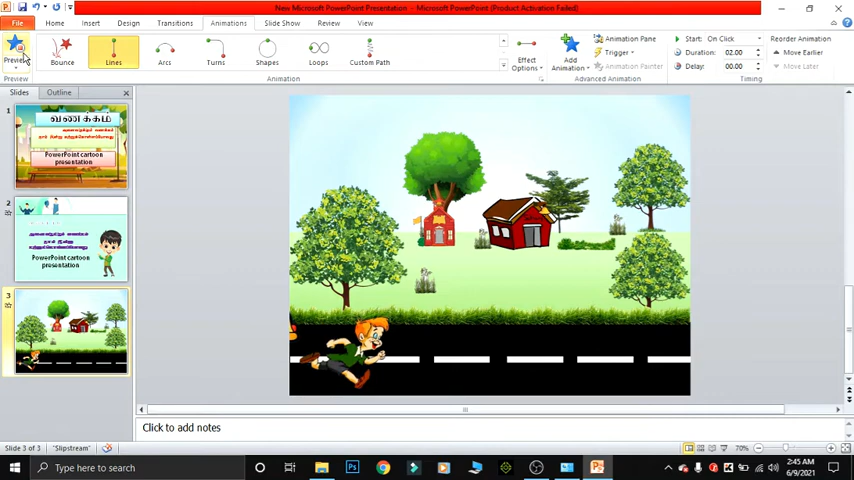 New Microsoft PowerPoint Presentation - Microsoft PowerPoint (Product Activation Failed)
File Home Insert Design Transitions Animations Slide Show Review View
Preview Bounce Lines Arcs Turns Shapes Loops Custom Path
Effect Options Add Animation
Animation Pane
Trigger
Animation Painter
Start: On Click
Duration: 02.00
Delay: 00.00
Reorder Animation
Move Earlier
Move Later
Preview Animation Advanced Animation Timing
Slides Outline
1
வணக்கம்
PowerPoint cartoon
presentation
2
PowerPoint cartoon
presentation
3
Click to add notes
Slide 3 of 3 "Slipstream" 70%
Type here to search
2:45 AM
6/9/2021